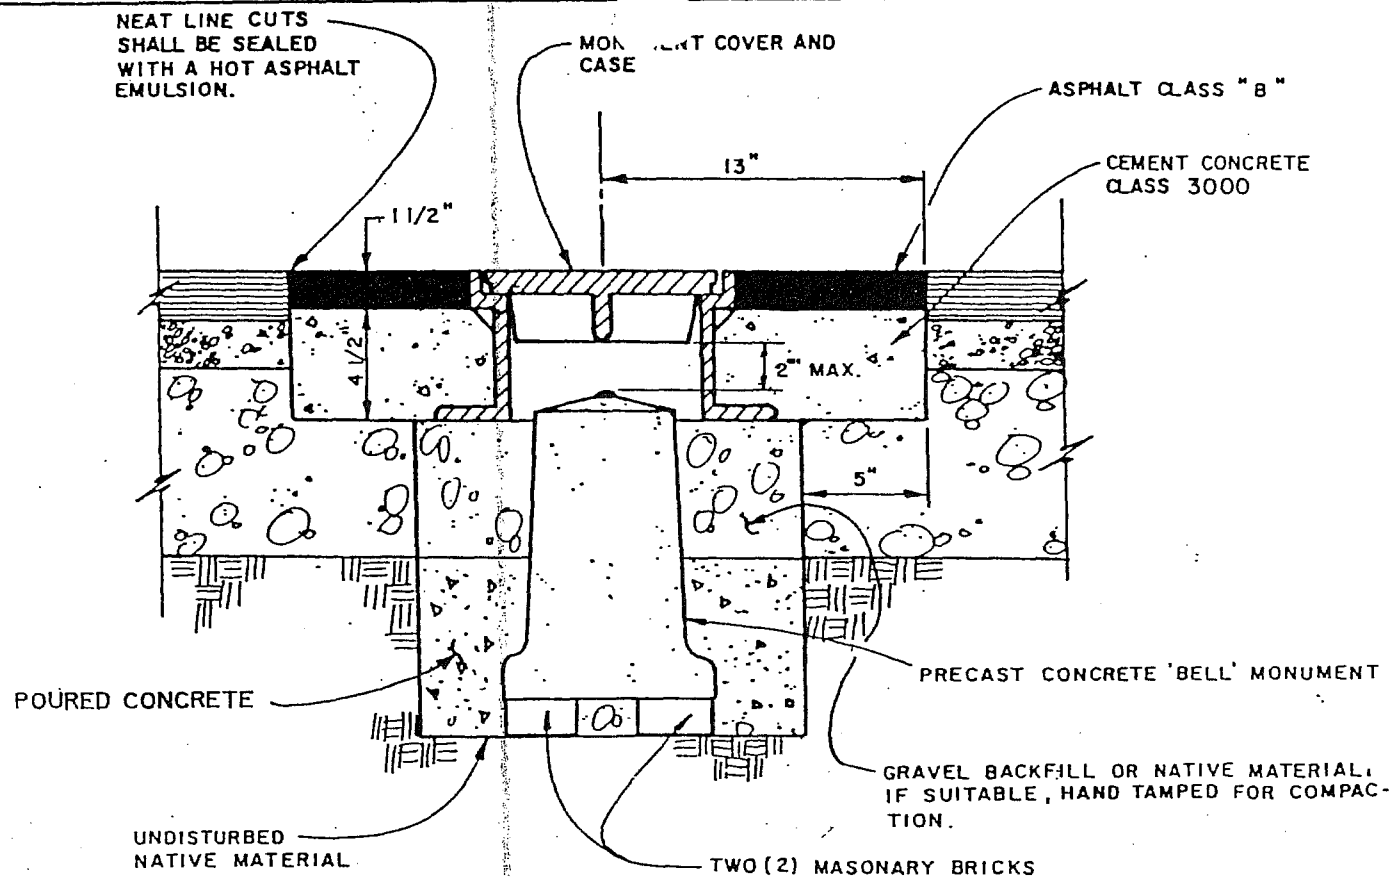 NEAT LINE CUTS
SHALL BE SEALED
WITH A HOT ASPHALT
EMULSION.
COVER AND
CASE
ASPHALT CLASS "B"
13"
CEMENT CONCRETE
CLASS 3000
1 1/2"
4 1/2"
2" MAX.
5"
PRECAST CONCRETE 'BELL' MONUMENT
POURED CONCRETE
GRAVEL BACKFILL OR NATIVE MATERIAL,
IF SUITABLE, HAND TAMPED FOR COMPAC-
TION.
UNDISTURBED
NATIVE MATERIAL
TWO (2) MASONARY BRICKS